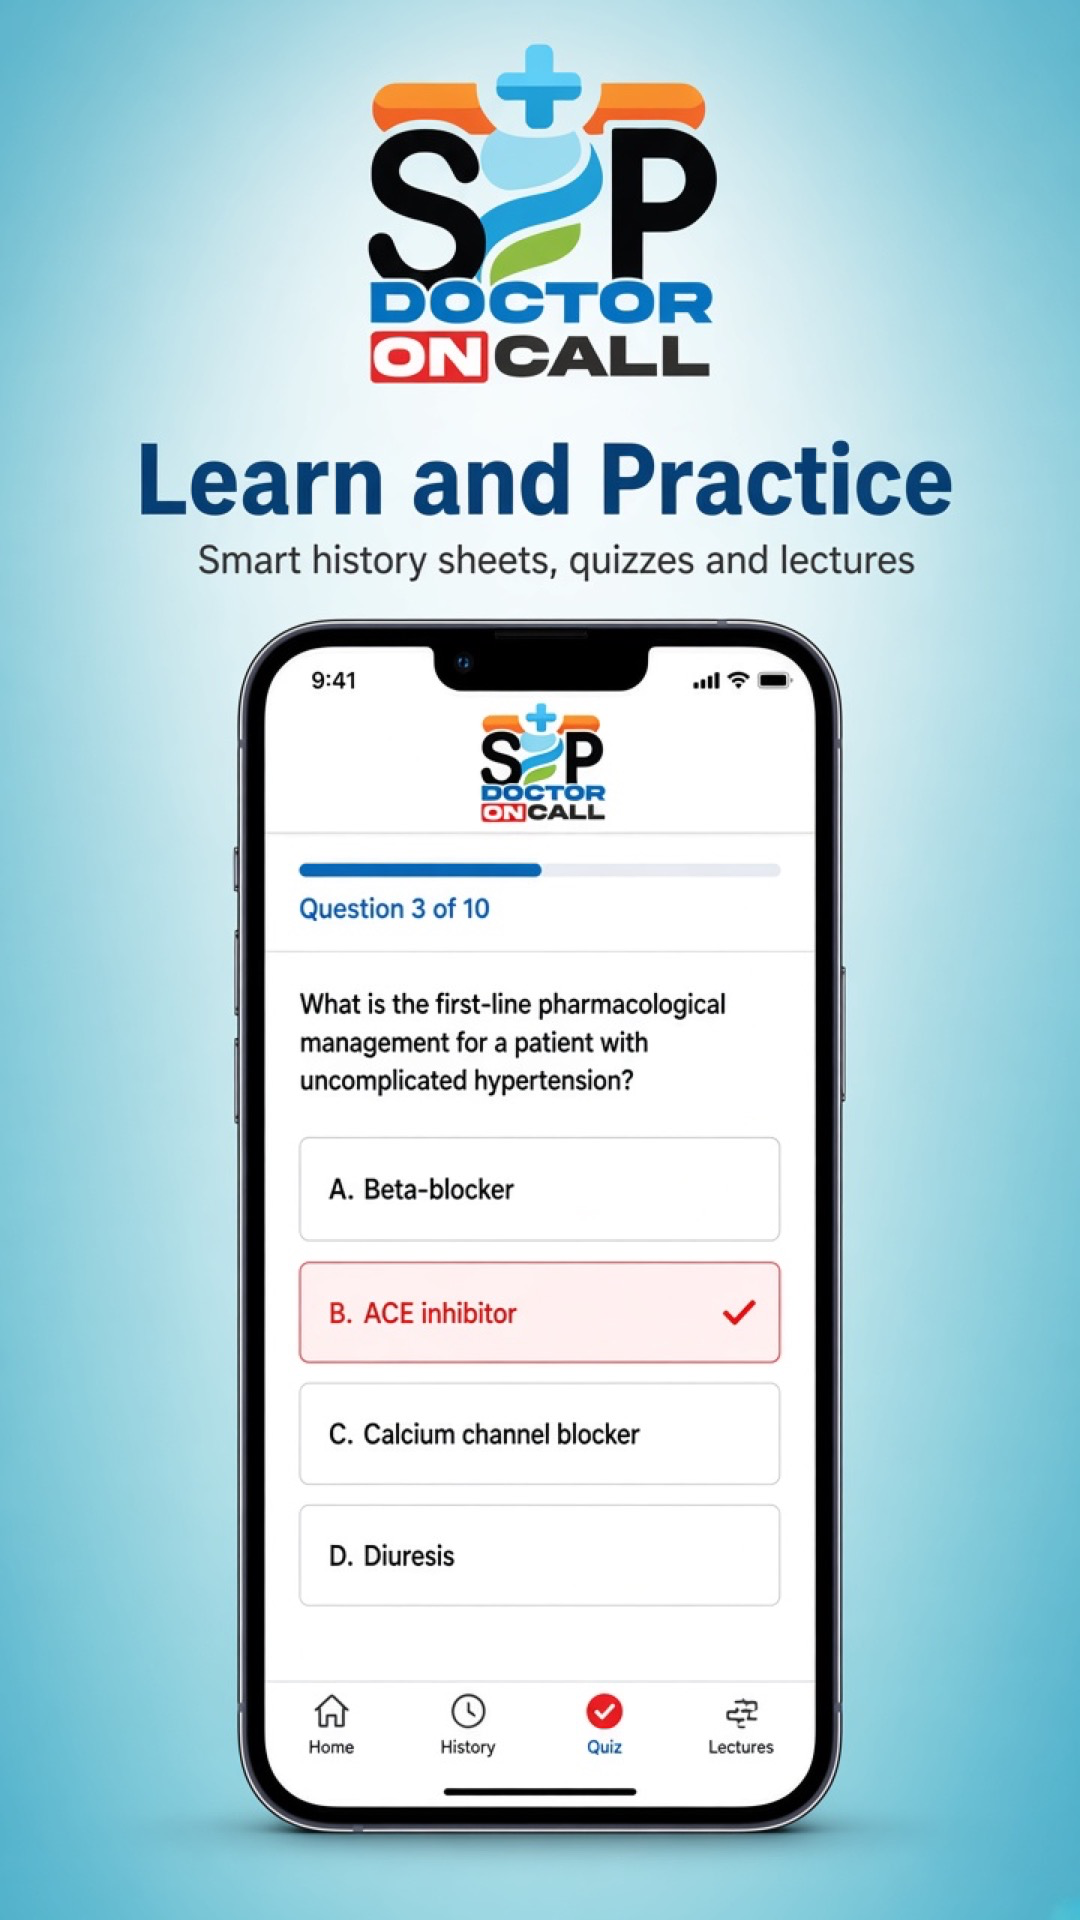 S P
DOCTOR
ON CALL
Learn and Practice
Smart history sheets, quizzes and lectures
9:41
S P
DOCTOR
ON CALL
Question 3 of 10
What is the first-line pharmacological
management for a patient with
uncomplicated hypertension?
A. Beta-blocker
B. ACE inhibitor
C. Calcium channel blocker
D. Diuresis
Home
History
Quiz
Lectures